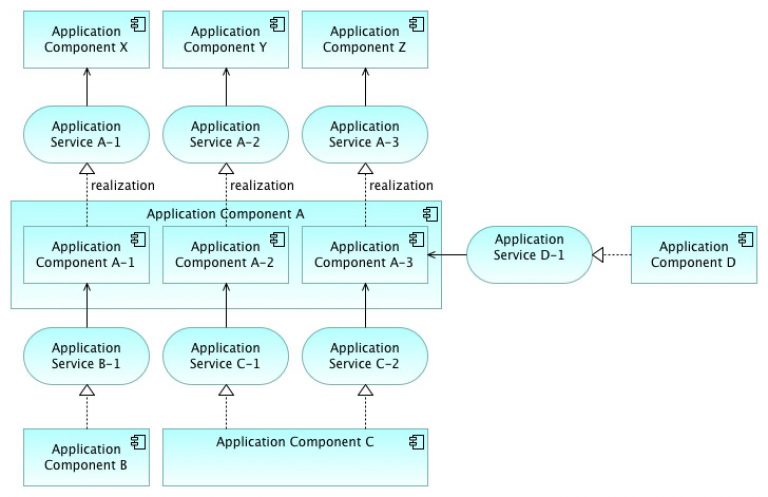 Application
Component X
Application
Component Y
Application
Component Z
Application
Service A-1
Application
Service A-2
Application
Service A-3
realization
realization
realization
Application Component A
Application
Component A-1
Application
Component A-2
Application
Component A-3
Application
Service D-1
Application
Component D
Application
Service B-1
Application
Service C-1
Application
Service C-2
Application
Component B
Application Component C